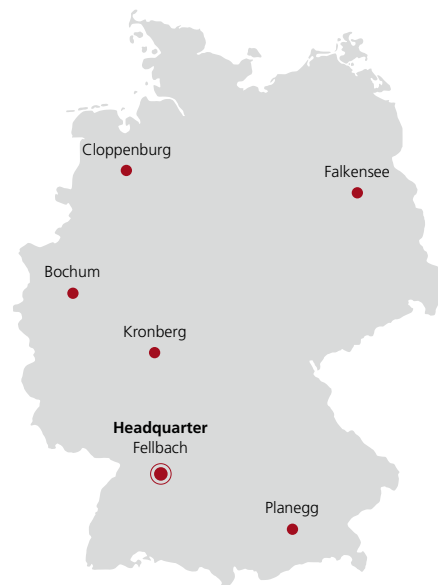 Cloppenburg
Falkensee
Bochum
Kronberg
Headquarter
Fellbach
Planegg